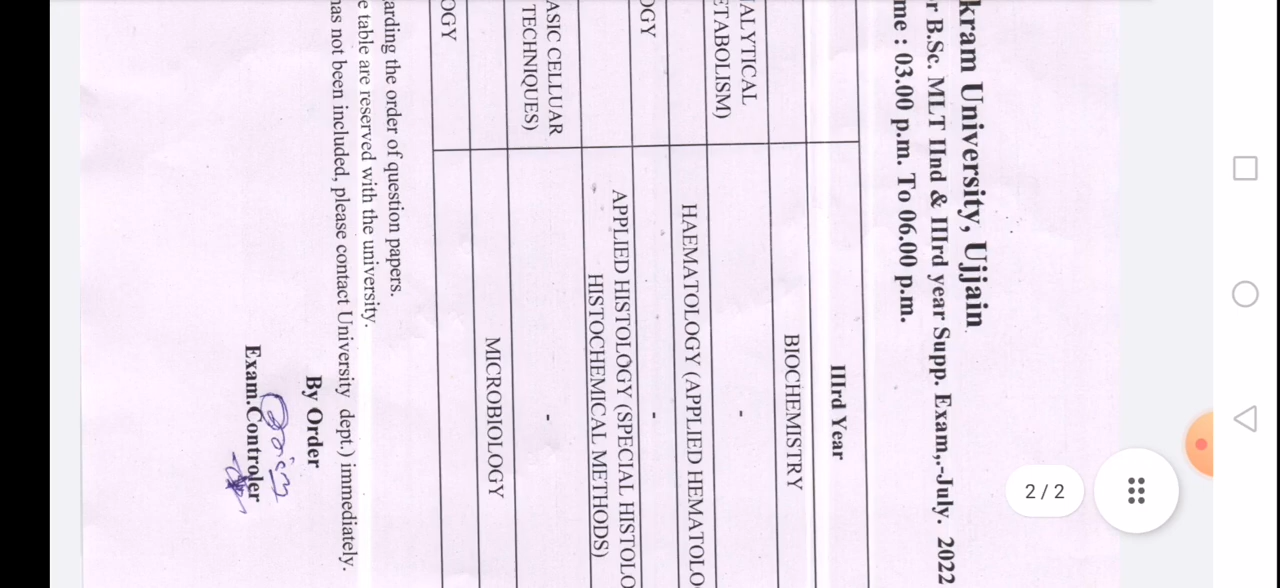 kram University, Ujjain
r B.Sc. MLT IInd & IIIrd year Supp. Exam,.-July. 2022
me : 03.00 p.m. To 06.00 p.m.
IIIrd Year
BIOCHEMISTRY
ALYTICAL
ETABOLISM)
-
HAEMATOLOGY (APPLIED HEMATOLO
OGY
-
APPLIED HISTOLOGY (SPECIAL HISTOLO
HISTOCHEMICAL METHODS)
ASIC CELLUAR
TECHNIQUES)
-
MICROBIOLOGY
OGY
arding the order of question papers.
e table are reserved with the university.
has not been included, please contact University dept.) immediately.
By Order
Exam.Controler
2 / 2